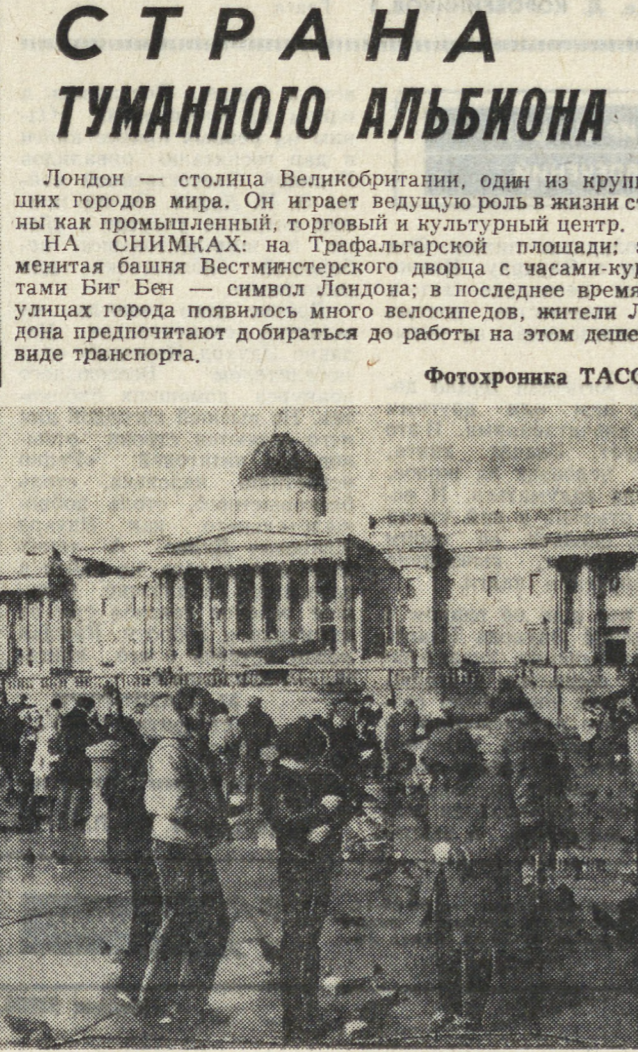 СТРАНА
ТУМАННОГО АЛЬБИОНА
Лондон — столица Великобритании, один из круп
ших городов мира. Он играет ведущую роль в жизни с
ны как промышленный, торговый и культурный центр.
НА СНИМКАХ: на Трафальгарской площади;
менитая башня Вестминстерского дворца с часами-кур
тами Биг Бен — символ Лондона; в последнее время
улицах города появилось много велосипедов, жители Л
дона предпочитают добираться до работы на этом деше
виде транспорта.
Фотохроника ТАСС